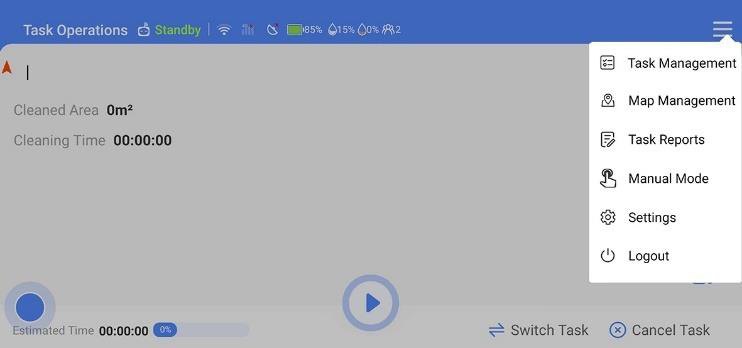 Task Operations Standby 85% 15% 0% 2
Cleaned Area 0m²
Cleaning Time 00:00:00
Task Management
Map Management
Task Reports
Manual Mode
Settings
Logout
Estimated Time 00:00:00 0% Switch Task Cancel Task